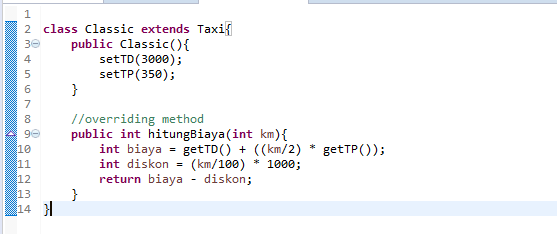 1
2 class Classic extends Taxi{
3 public Classic(){
4 setTD(3000);
5 setTP(350);
6 }
7
8 //overriding method
9 public int hitungBiaya(int km){
10 int biaya = getTD() + ((km/2) * getTP());
11 int diskon = (km/100) * 1000;
12 return biaya - diskon;
13 }
14 }